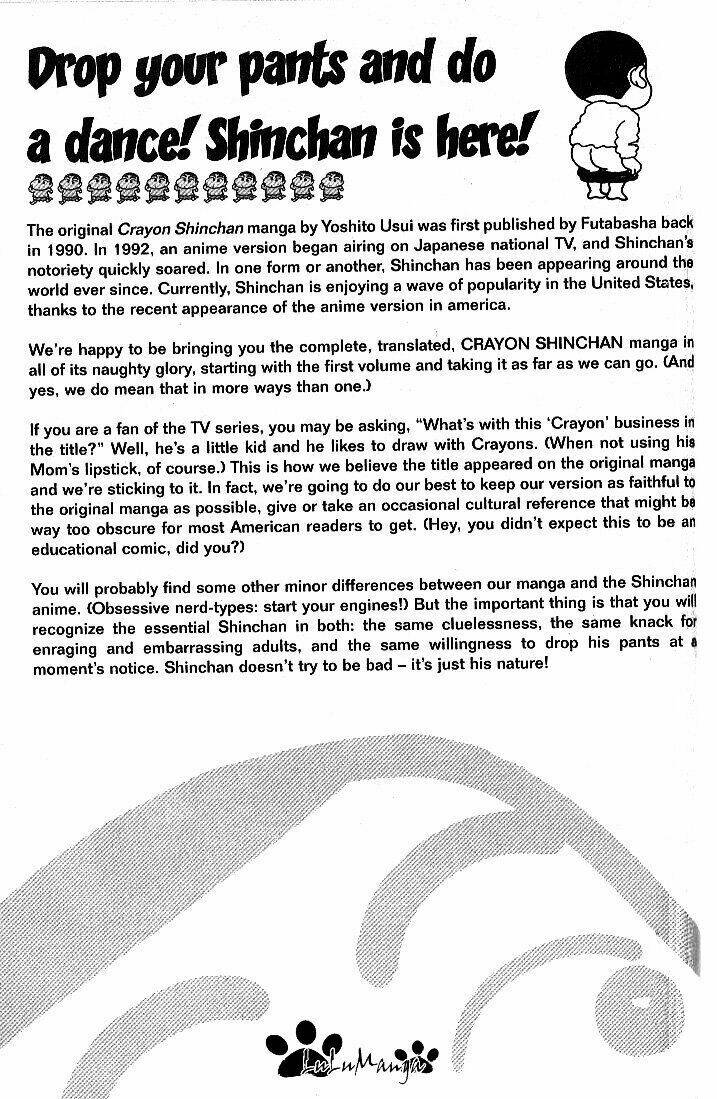 Drop your pants and do
a dance! Shinchan is here!
The original Crayon Shinchan manga by Yoshito Usui was first published by Futabasha back
in 1990. In 1992, an anime version began airing on Japanese national TV, and Shinchan's
notoriety quickly soared. In one form or another, Shinchan has been appearing around the
world ever since. Currently, Shinchan is enjoying a wave of popularity in the United States,
thanks to the recent appearance of the anime version in america.
We're happy to be bringing you the complete, translated, CRAYON SHINCHAN manga in
all of its naughty glory, starting with the first volume and taking it as far as we can go. (And
yes, we do mean that in more ways than one.)
If you are a fan of the TV series, you may be asking, "What's with this 'Crayon' business in
the title?" Well, he's a little kid and he likes to draw with Crayons. (When not using his
Mom's lipstick, of course.) This is how we believe the title appeared on the original manga
and we're sticking to it. In fact, we're going to do our best to keep our version as faithful to
the original manga as possible, give or take an occasional cultural reference that might be
way too obscure for most American readers to get. (Hey, you didn't expect this to be an
educational comic, did you?)
You will probably find some other minor differences between our manga and the Shinchan
anime. (Obsessive nerd-types: start your engines!) But the important thing is that you will
recognize the essential Shinchan in both: the same cluelessness, the same knack for
enraging and embarrassing adults, and the same willingness to drop his pants at a
moment's notice. Shinchan doesn't try to be bad – it's just his nature!
LuLuManga